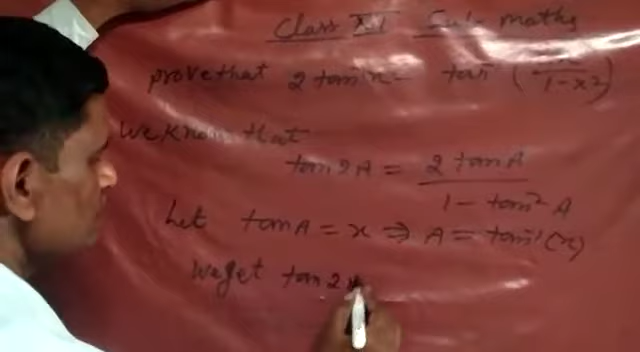 Class XII Sub- maths
prove that 2 tan⁻¹x = tan⁻¹ (2x/1-x²)
We know that
tan 2A = 2 tan A / 1 - tan² A
Let tan A = x ⇒ A = tan⁻¹(x)
We get tan 2